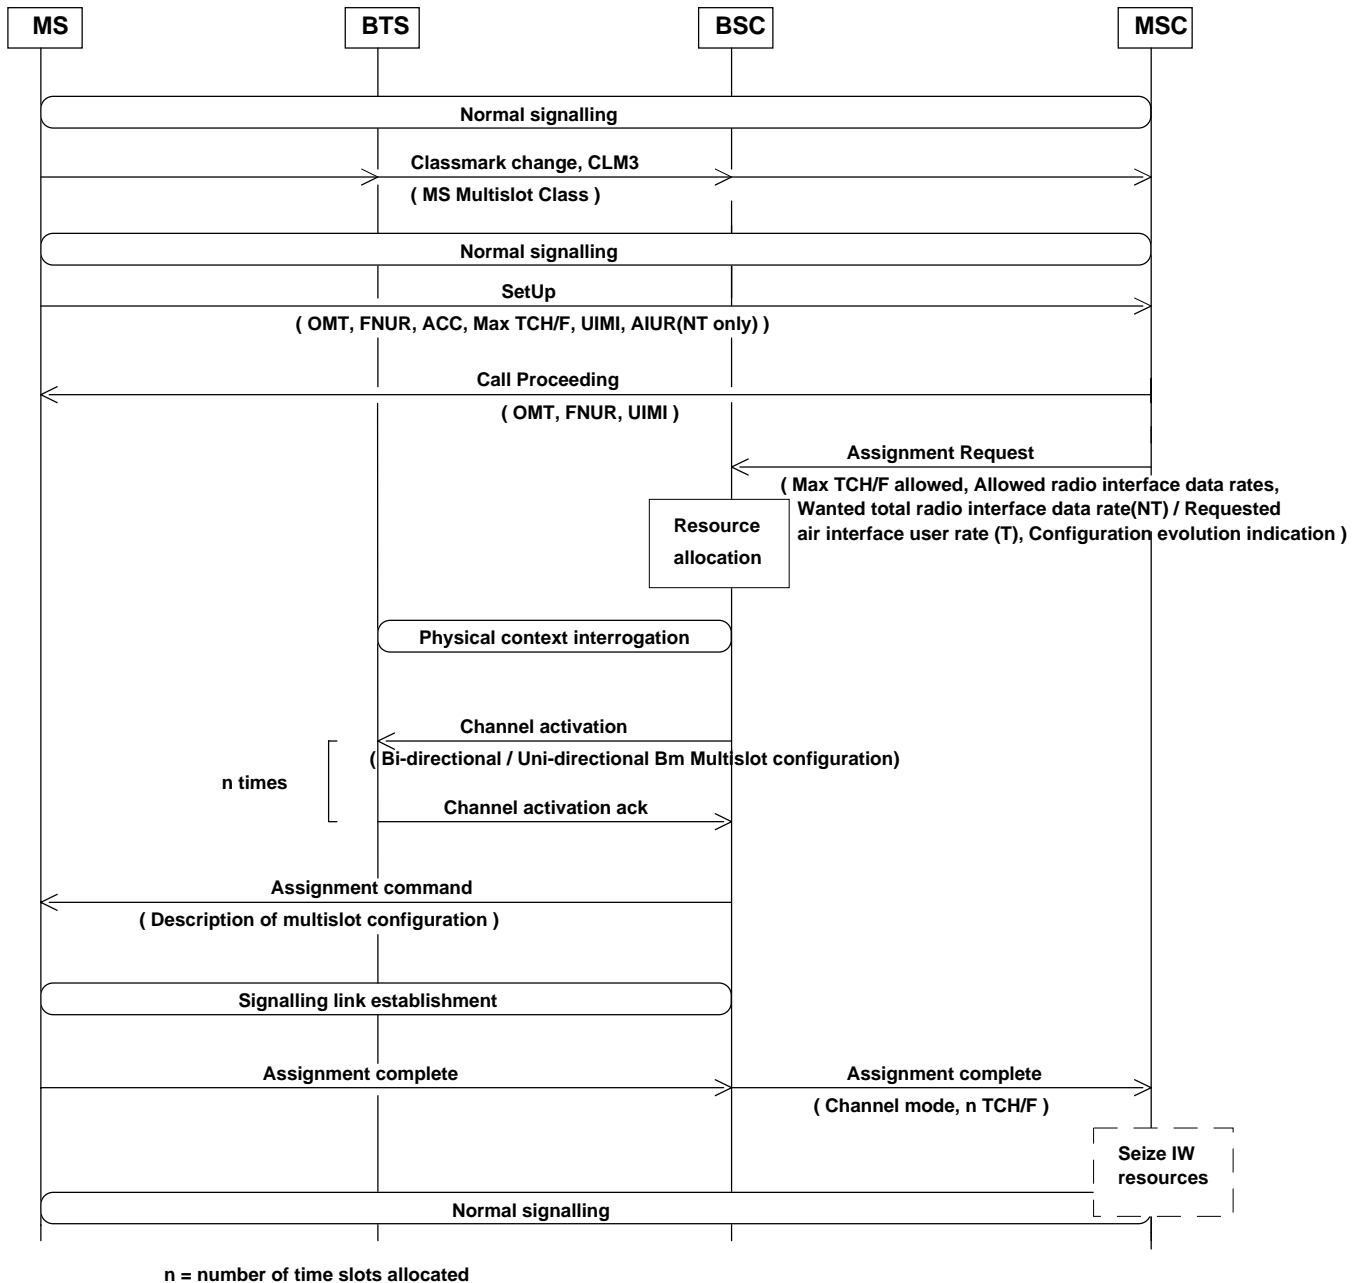 MS BTS BSC MSC
Normal signalling
Classmark change, CLM3
( MS Multislot Class )
Normal signalling
SetUp
( OMT, FNUR, ACC, Max TCH/F, UIMI, AIUR(NT only) )
Call Proceeding
( OMT, FNUR, UIMI )
Assignment Request
( Max TCH/F allowed, Allowed radio interface data rates,
Wanted total radio interface data rate(NT) / Requested
air interface user rate (T), Configuration evolution indication )
Resource
allocation
Physical context interrogation
Channel activation
( Bi-directional / Uni-directional Bm Multislot configuration)
n times
Channel activation ack
Assignment command
( Description of multislot configuration )
Signalling link establishment
Assignment complete
Assignment complete
( Channel mode, n TCH/F )
Seize IW
resources
Normal signalling
n = number of time slots allocated